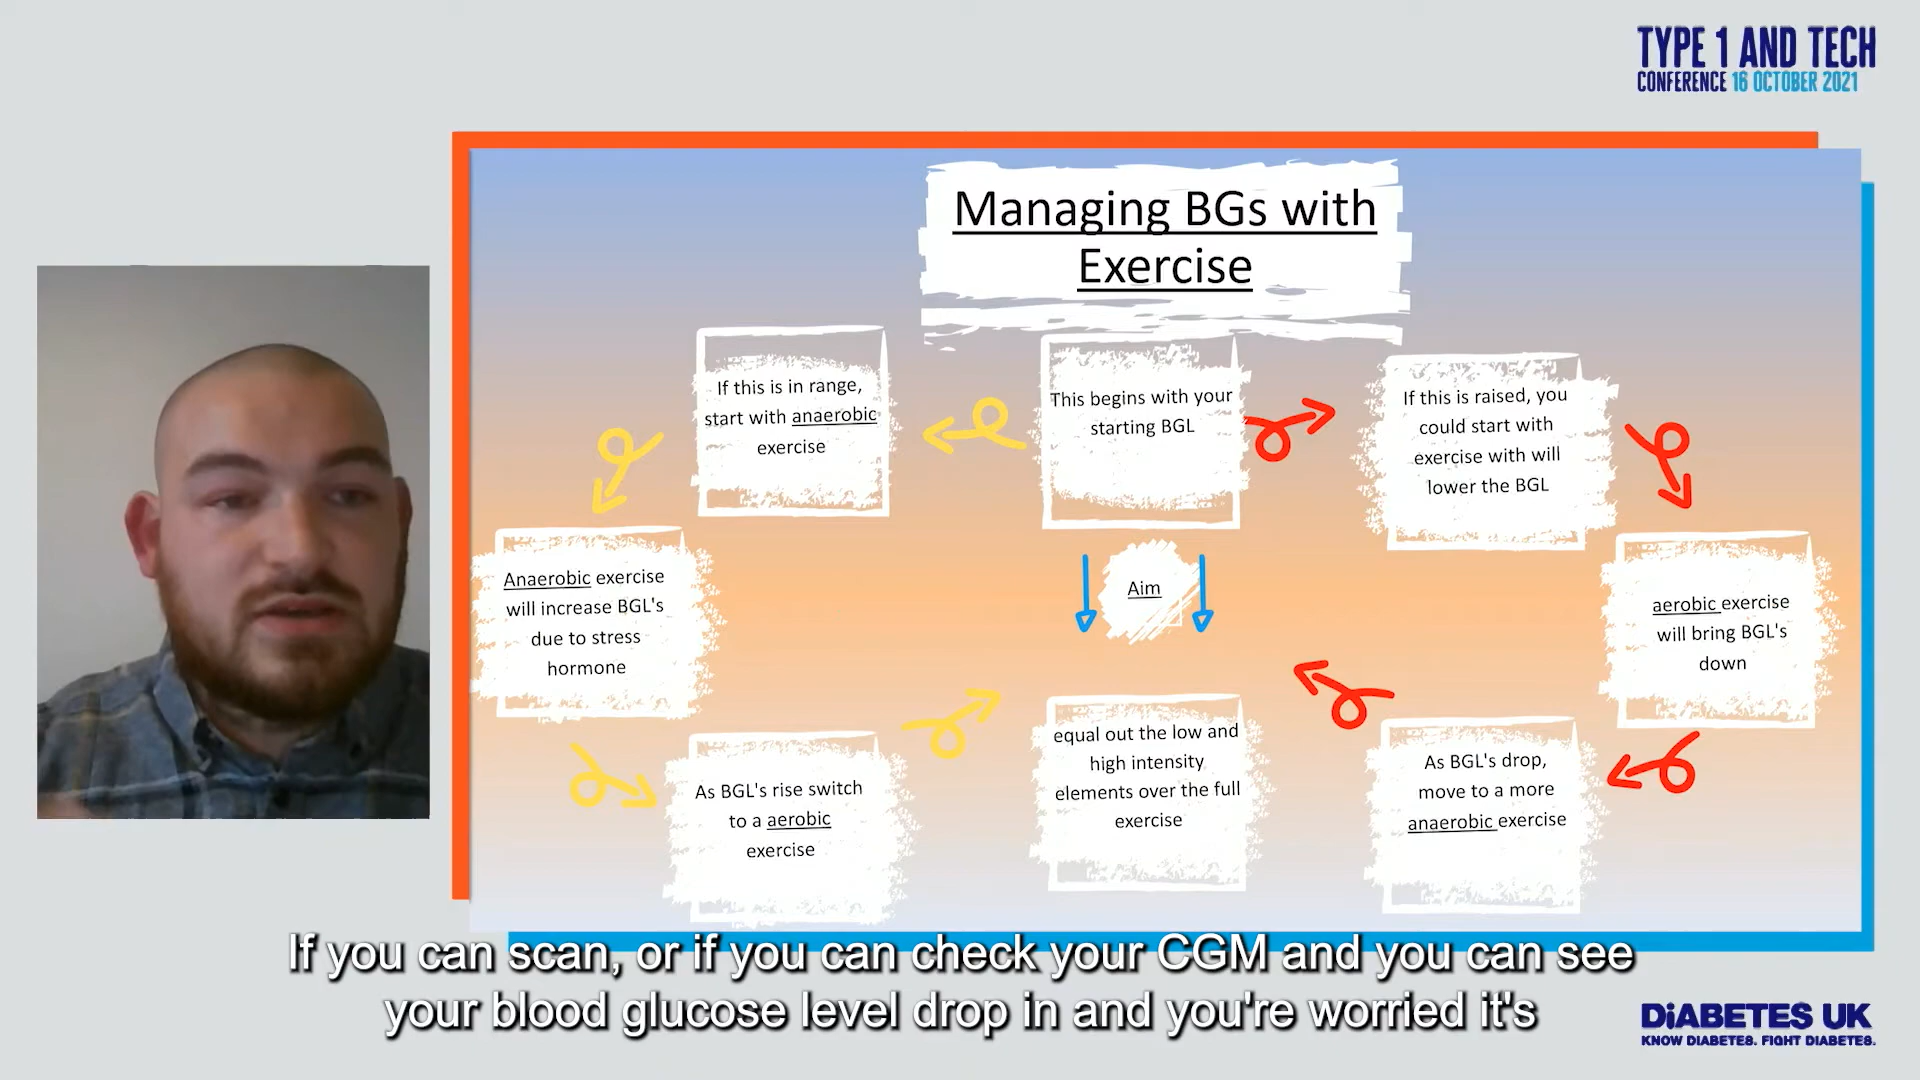 TYPE 1 AND TECH
CONFERENCE 16 OCTOBER 2021
Managing BGs with
Exercise
If this is in range,
start with anaerobic
exercise
This begins with your
starting BGL
If this is raised, you
could start with
exercise with will
lower the BGL
Anaerobic exercise
will increase BGL's
due to stress
hormone
Aim
aerobic exercise
will bring BGL's
down
As BGL's rise switch
to a aerobic
exercise
equal out the low and
high intensity
elements over the full
exercise
As BGL's drop,
move to a more
anaerobic exercise
If you can scan, or if you can check your CGM and you can see
your blood glucose level drop in and you're worried it's
DiABETES UK
KNOW DIABETES. FIGHT DIABETES.